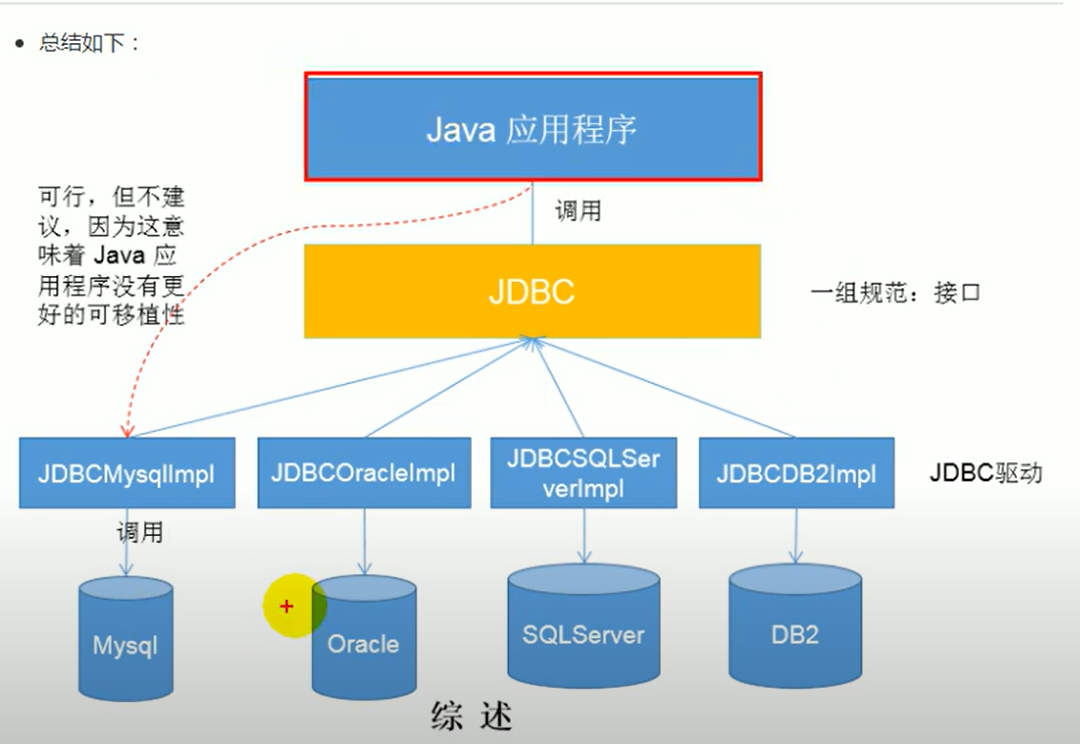 总结如下：
Java 应用程序
可行，但不建
议，因为这意
味着 Java 应
用程序没有更
好的可移植性
调用
JDBC
一组规范：接口
JDBCMysqlImpl
JDBCOracleImpl
JDBCSQLSer
verImpl
JDBCDB2Impl
JDBC驱动
调用
Mysql
Oracle
SQLServer
DB2
综 述